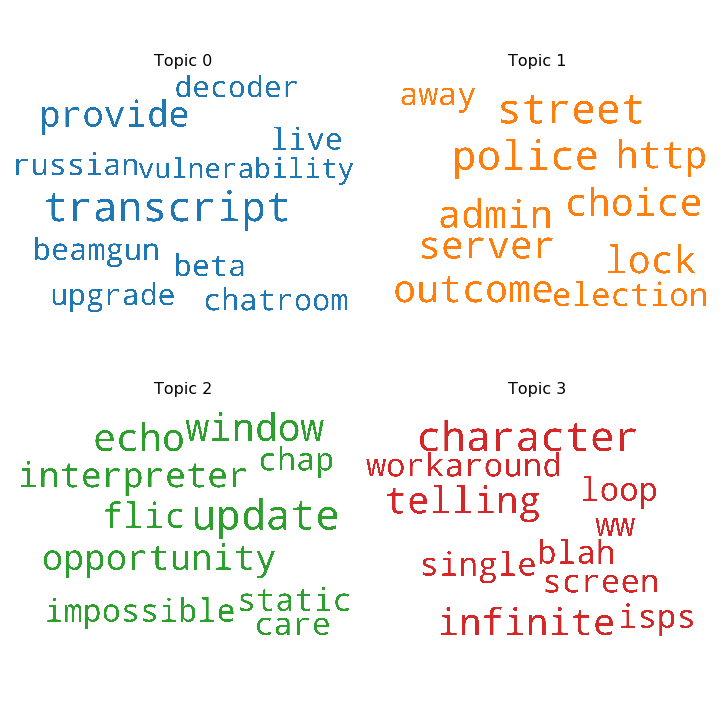 Topic 0
decoder
provide
live
russian vulnerability
transcript
beamgun
beta
upgrade
chatroom
Topic 1
away
street
police http
choice
admin
server
lock
outcome election
Topic 2
echo window
chap
interpreter
flic update
opportunity
static
impossible
care
Topic 3
character
workaround
loop
telling
ww
blah
single
screen
infinite isps